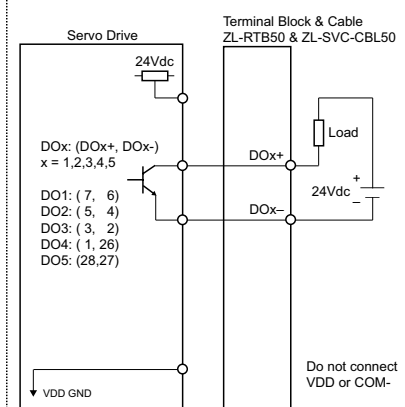 Terminal Block & Cable
Servo Drive
ZL-RTB50 & ZL-SVC-CBL50
24Vdc
DOx: (DOx+, DOx-)
x = 1,2,3,4,5
DO1: ( 7, 6)
DO2: ( 5, 4)
DO3: ( 3, 2)
DO4: ( 1, 26)
DO5: (28,27)
DOx+
DOx–
Load
+
24Vdc
–
VDD GND
Do not connect
VDD or COM-